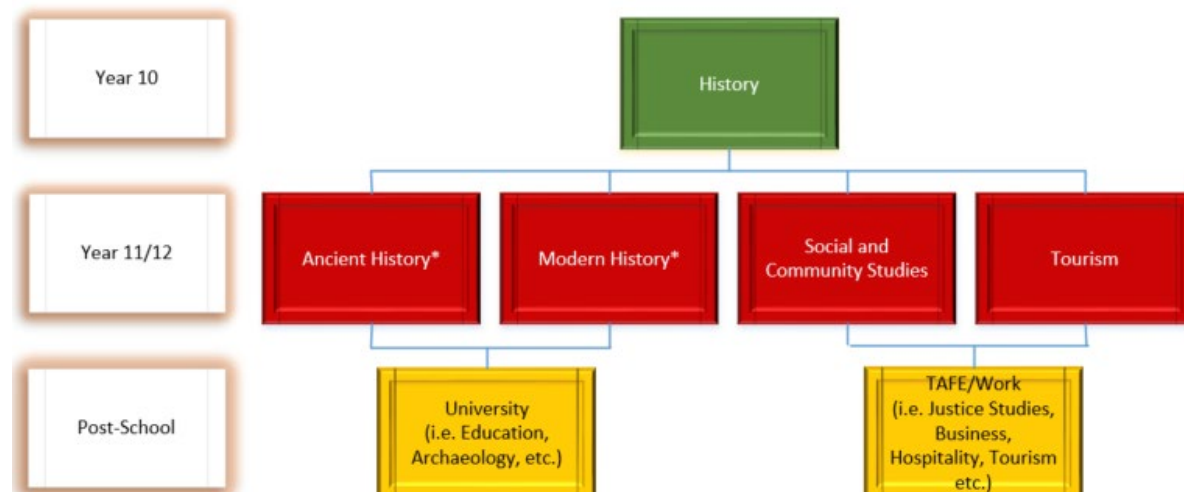 Year 10
History
Year 11/12
Ancient History*
Modern History*
Social and
Community Studies
Tourism
Post-School
University
(i.e. Education,
Archaeology, etc.)
TAFE/Work
(i.e. Justice Studies,
Business,
Hospitality, Tourism
etc.)